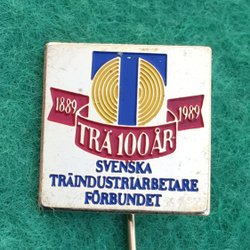 1889 1989
TRÄ 100 ÅR
SVENSKA
TRÄINDUSTRIARBETARE
FÖRBUNDET